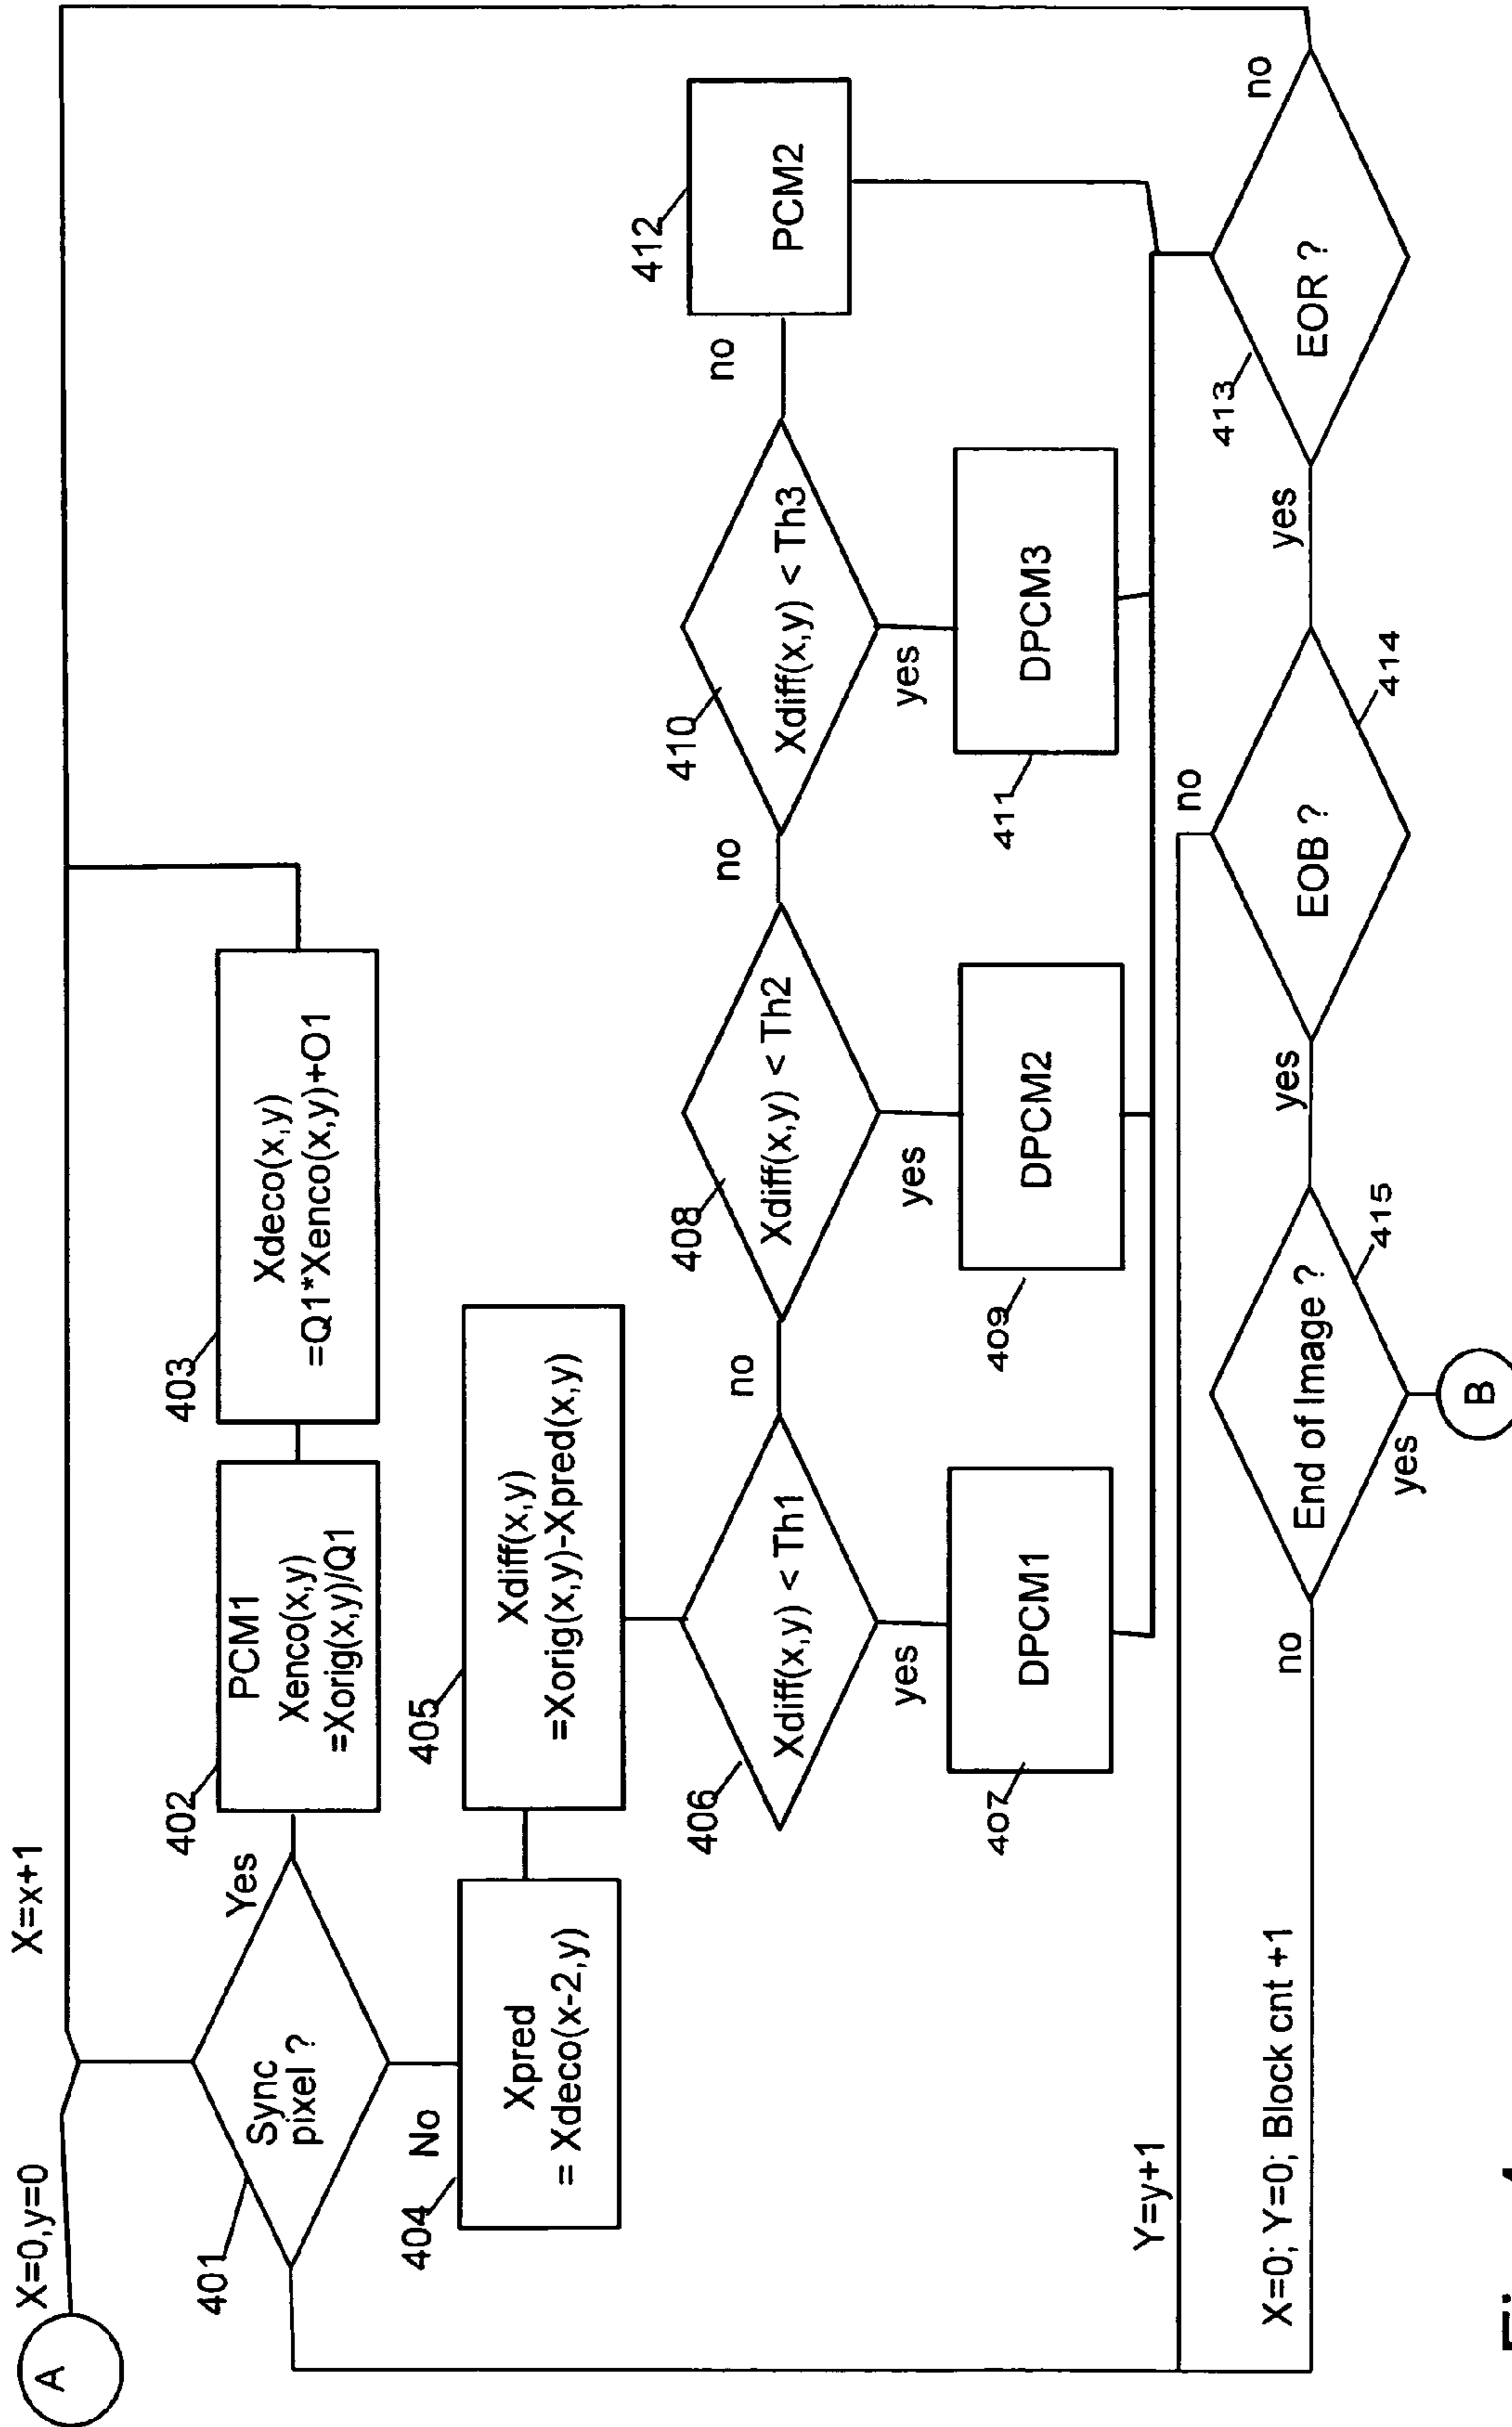 A
X=0,y=0
X=x+1
401
Sync
pixel ?
Yes
No
402
PCM1
Xenco(x,y)
=Xorig(x,y)/Q1
403
Xdeco(x,y)
=Q1*Xenco(x,y)+O1
404
Xpred
= Xdeco(x-2,y)
405
Xdiff(x,y)
=Xorig(x,y)-Xpred(x,y)
406
Xdiff(x,y) < Th1
no
yes
408
Xdiff(x,y) < Th2
no
yes
410
Xdiff(x,y) < Th3
no
yes
412
PCM2
407
DPCM1
409
DPCM2
411
DPCM3
Y=y+1
X=0; Y=0; Block cnt +1
no
End of Image ?
415
yes
B
yes
EOB ?
414
no
yes
EOR ?
413
no